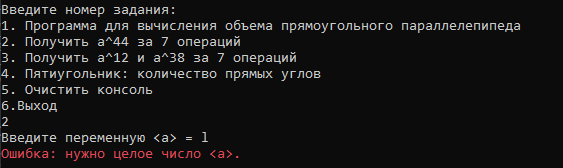 Введите номер задания:
1. Программа для вычисления объема прямоугольного параллелепипеда
2. Получить a^44 за 7 операций
3. Получить a^12 и a^38 за 7 операций
4. Пятиугольник: количество прямых углов
5. Очистить консоль
6.Выход
2
Введите переменную <a> = l
Ошибка: нужно целое число <a>.